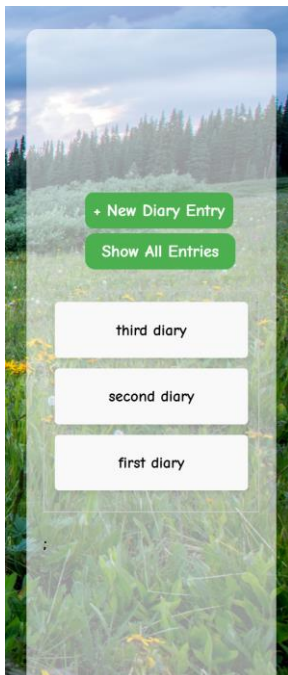 + New Diary Entry
Show All Entries
third diary
second diary
first diary
;